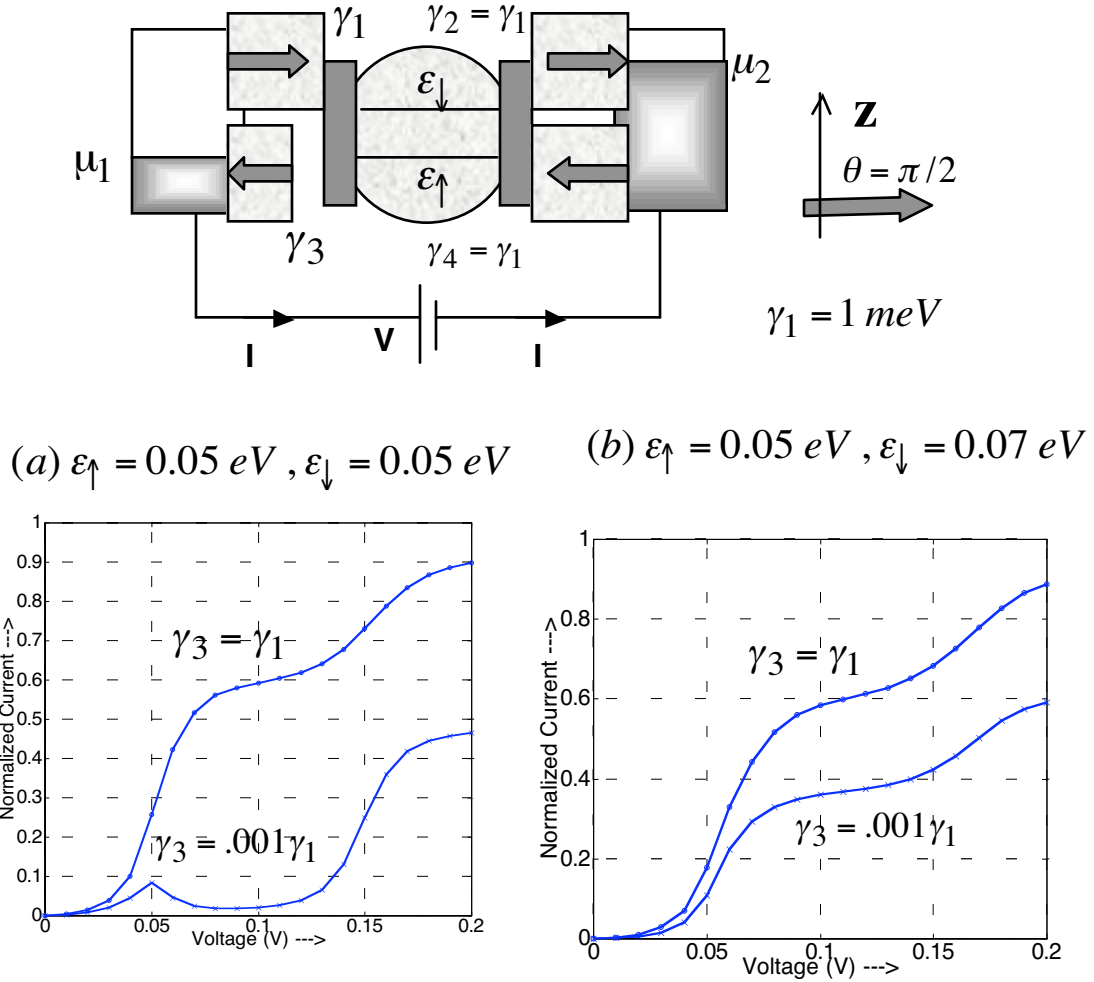 γ1
γ2 = γ1
ε↓
μ2
z
μ1
θ = π/2
ε↑
γ3
γ4 = γ1
γ1 = 1 meV
I
V
I
(a) ε↑ = 0.05 eV , ε↓ = 0.05 eV
(b) ε↑ = 0.05 eV , ε↓ = 0.07 eV
1
0.9
0.8
0.7
0.6
0.5
0.4
0.3
0.2
0.1
0
Normalized Current --->
γ3 = γ1
γ3 = .001γ1
0
0.05
0.1
0.15
0.2
Voltage (V) --->
1
0.8
0.6
0.4
0.2
0
Normalized Current --->
γ3 = γ1
γ3 = .001γ1
0
0.05
0.1
0.15
0.2
Voltage (V) --->